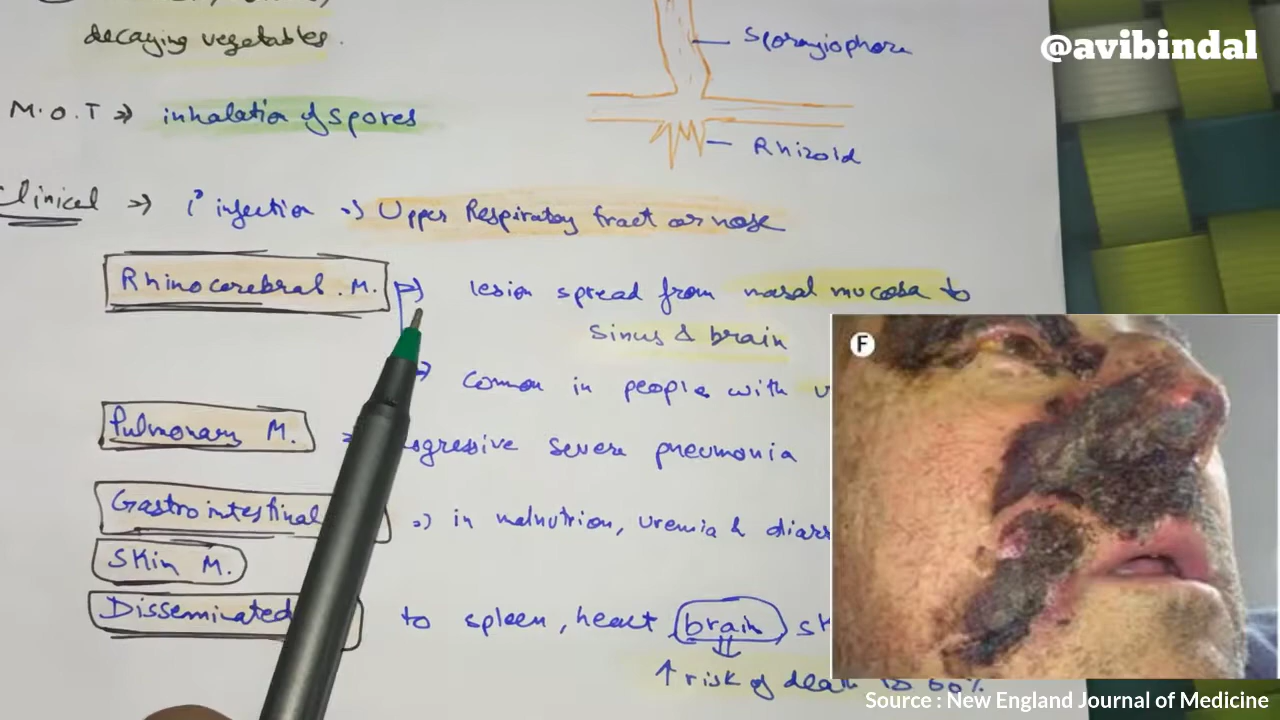 decaying vegetables.
@avibindal
Sporangiophore
M.O.T => inhalation of spores
Rhizoid
Clinical => 1° infection => Upper Respiratory tract or nose
Rhinocerebral. M. => lesion spread from nasal mucosa to
sinus & brain
F
common in people with
Pulmonary M.
severe pneumonia
Gastrointestinal => in malnutrion, uremia &
Skin M.
Disseminated
to spleen, heart, brain
↑ risk of death
Source : New England Journal of Medicine